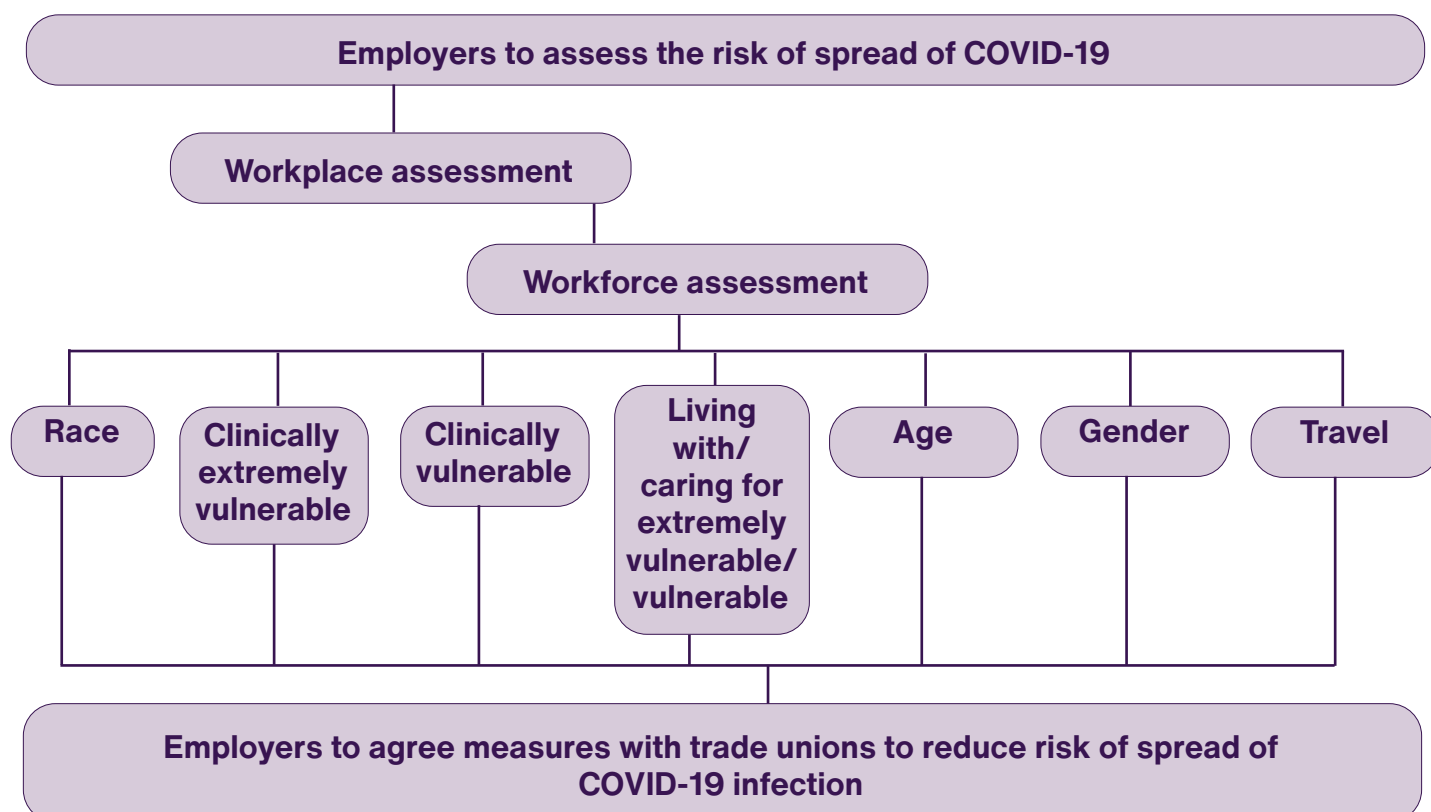 Employers to assess the risk of spread of COVID-19
Workplace assessment
Workforce assessment
Race
Clinically
extremely
vulnerable
Clinically
vulnerable
Living
with/
caring for
extremely
vulnerable/
vulnerable
Age
Gender
Travel
Employers to agree measures with trade unions to reduce risk of spread of
COVID-19 infection